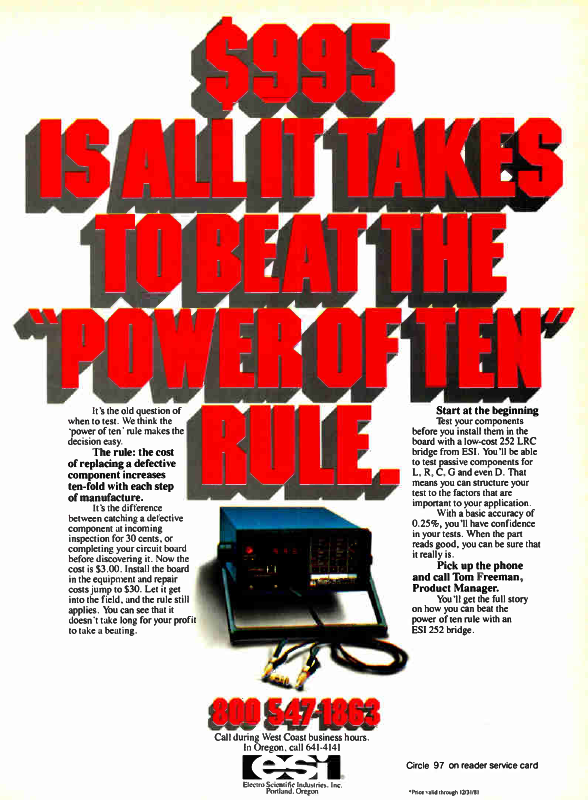 $995
IS ALL IT TAKES
TO BEAT THE
“POWER OF TEN”
RULE.
It's the old question of
when to test. We think the
'power of ten' rule makes the
decision easy.
The rule: the cost
of replacing a defective
component increases
ten-fold with each step
of manufacture.
It's the difference
between catching a defective
component at incoming
inspection for 30 cents, or
completing your circuit board
before discovering it. Now the
cost is $3.00. Install the board
in the equipment and repair
costs jump to $30. Let it get
into the field, and the rule still
applies. You can see that it
doesn't take long for your profit
to take a beating.
Start at the beginning
Test your components
before you install them in the
board with a low-cost 252 LRC
bridge from ESI. You'll be able
to test passive components for
L, R, C, G and even D. That
means you can structure your
test to the factors that are
important to your application.
With a basic accuracy of
0.25%, you'll have confidence
in your tests. When the part
reads good, you can be sure that
it really is.
Pick up the phone
and call Tom Freeman,
Product Manager.
You'll get the full story
on how you can beat the
power of ten rule with an
ESI 252 bridge.
800 547-1863
Call during West Coast business hours.
In Oregon, call 641-4141
esi
Electro Scientific Industries, Inc.
Portland, Oregon
Circle 97 on reader service card
*Price valid through 12/31/81